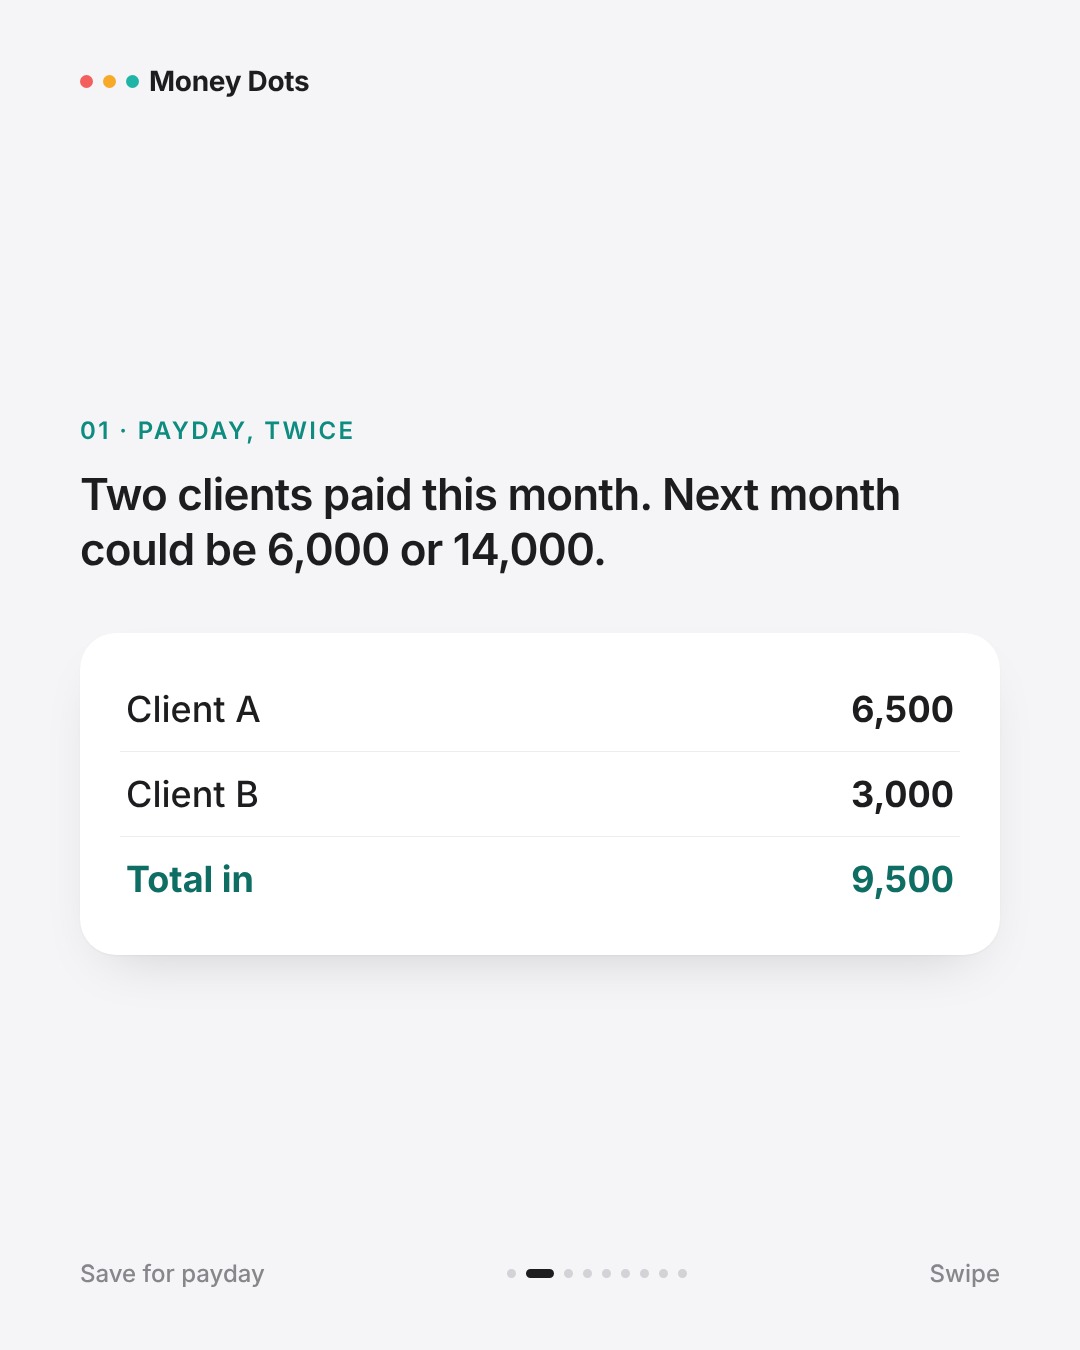 Money Dots
01 · PAYDAY, TWICE
Two clients paid this month. Next month
could be 6,000 or 14,000.
Client A 6,500
Client B 3,000
Total in 9,500
Save for payday Swipe